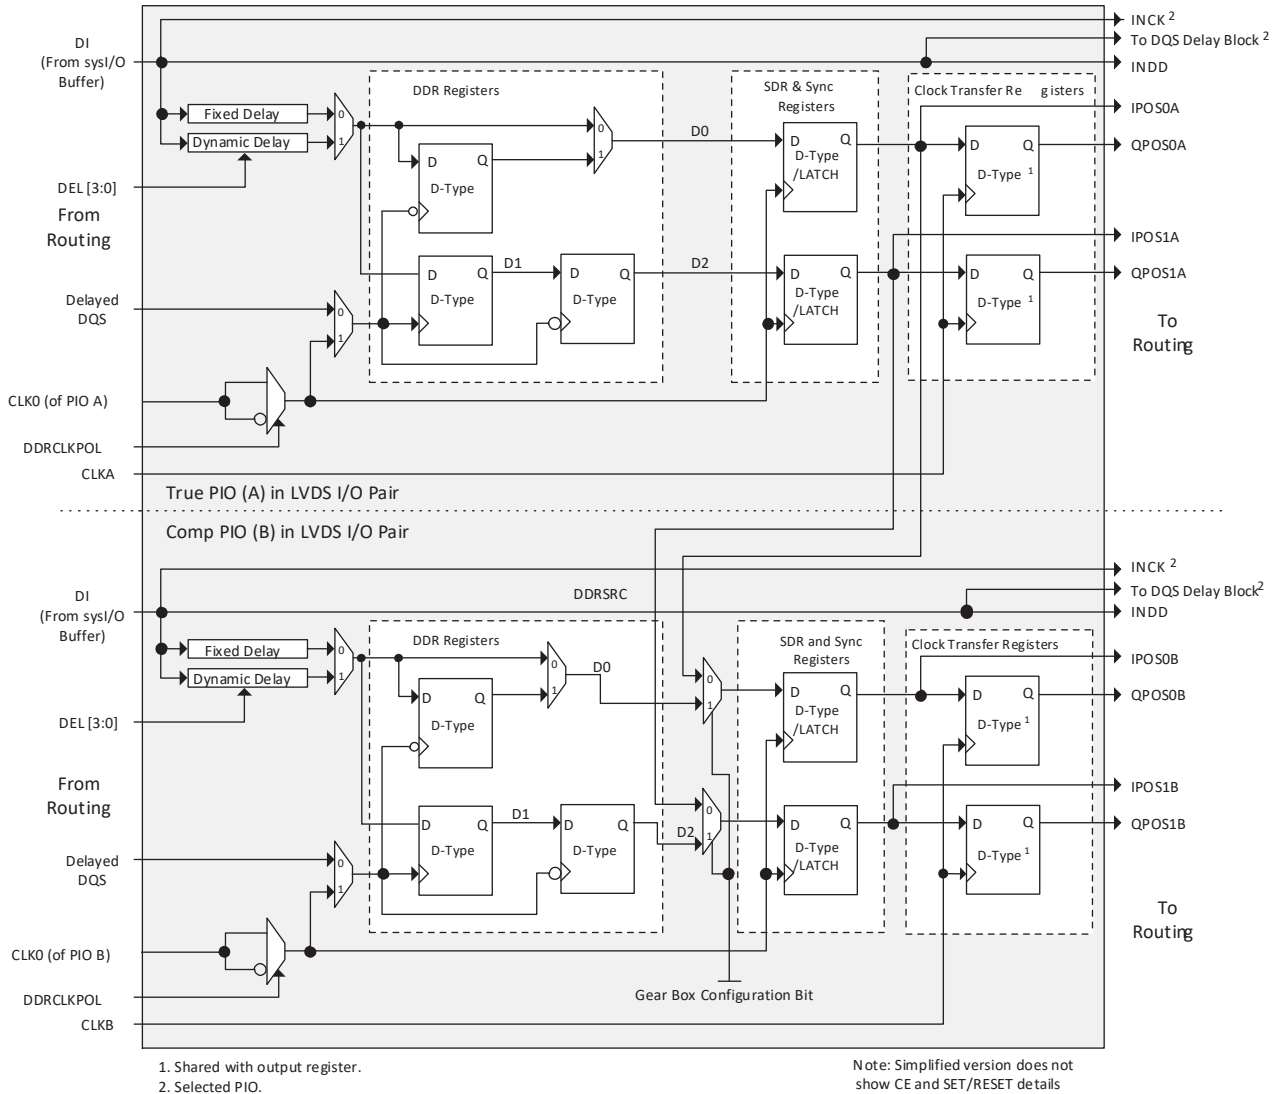 INCK 2
To DQS Delay Block 2
INDD
DI
(From sysI/O
Buffer)
DDR Registers
SDR & Sync
Registers
Clock Transfer Re gisters
IPOS0A
Fixed Delay
0
Dynamic Delay
1
0
1
D0
D Q
D-Type
D Q
D-Type
/LATCH
D Q
D-Type 1
QPOS0A
DEL [3:0]
From
Routing
IPOS1A
D Q
D-Type
D1
D Q
D-Type
D2
D Q
D-Type
/LATCH
D Q
D-Type 1
QPOS1A
Delayed
DQS
0
1
To
Routing
CLK0 (of PIO A)
DDRCLKPOL
CLKA
True PIO (A) in LVDS I/O Pair
Comp PIO (B) in LVDS I/O Pair
INCK 2
To DQS Delay Block2
INDD
DI
(From sysI/O
Buffer)
DDRSRC
DDR Registers
SDR and Sync
Registers
Clock Transfer Registers
IPOS0B
Fixed Delay
0
Dynamic Delay
1
0
1
D0
0
1
D Q
D-Type
D Q
D-Type
/LATCH
D Q
D-Type 1
QPOS0B
DEL [3:0]
From
Routing
IPOS1B
D Q
D-Type
D1
D Q
D-Type
D2
0
1
D Q
D-Type
/LATCH
D Q
D-Type 1
QPOS1B
Delayed
DQS
0
1
To
Routing
CLK0 (of PIO B)
DDRCLKPOL
Gear Box Configuration Bit
CLKB
1. Shared with output register.
2. Selected PIO.
Note: Simplified version does not
show CE and SET/RESET details